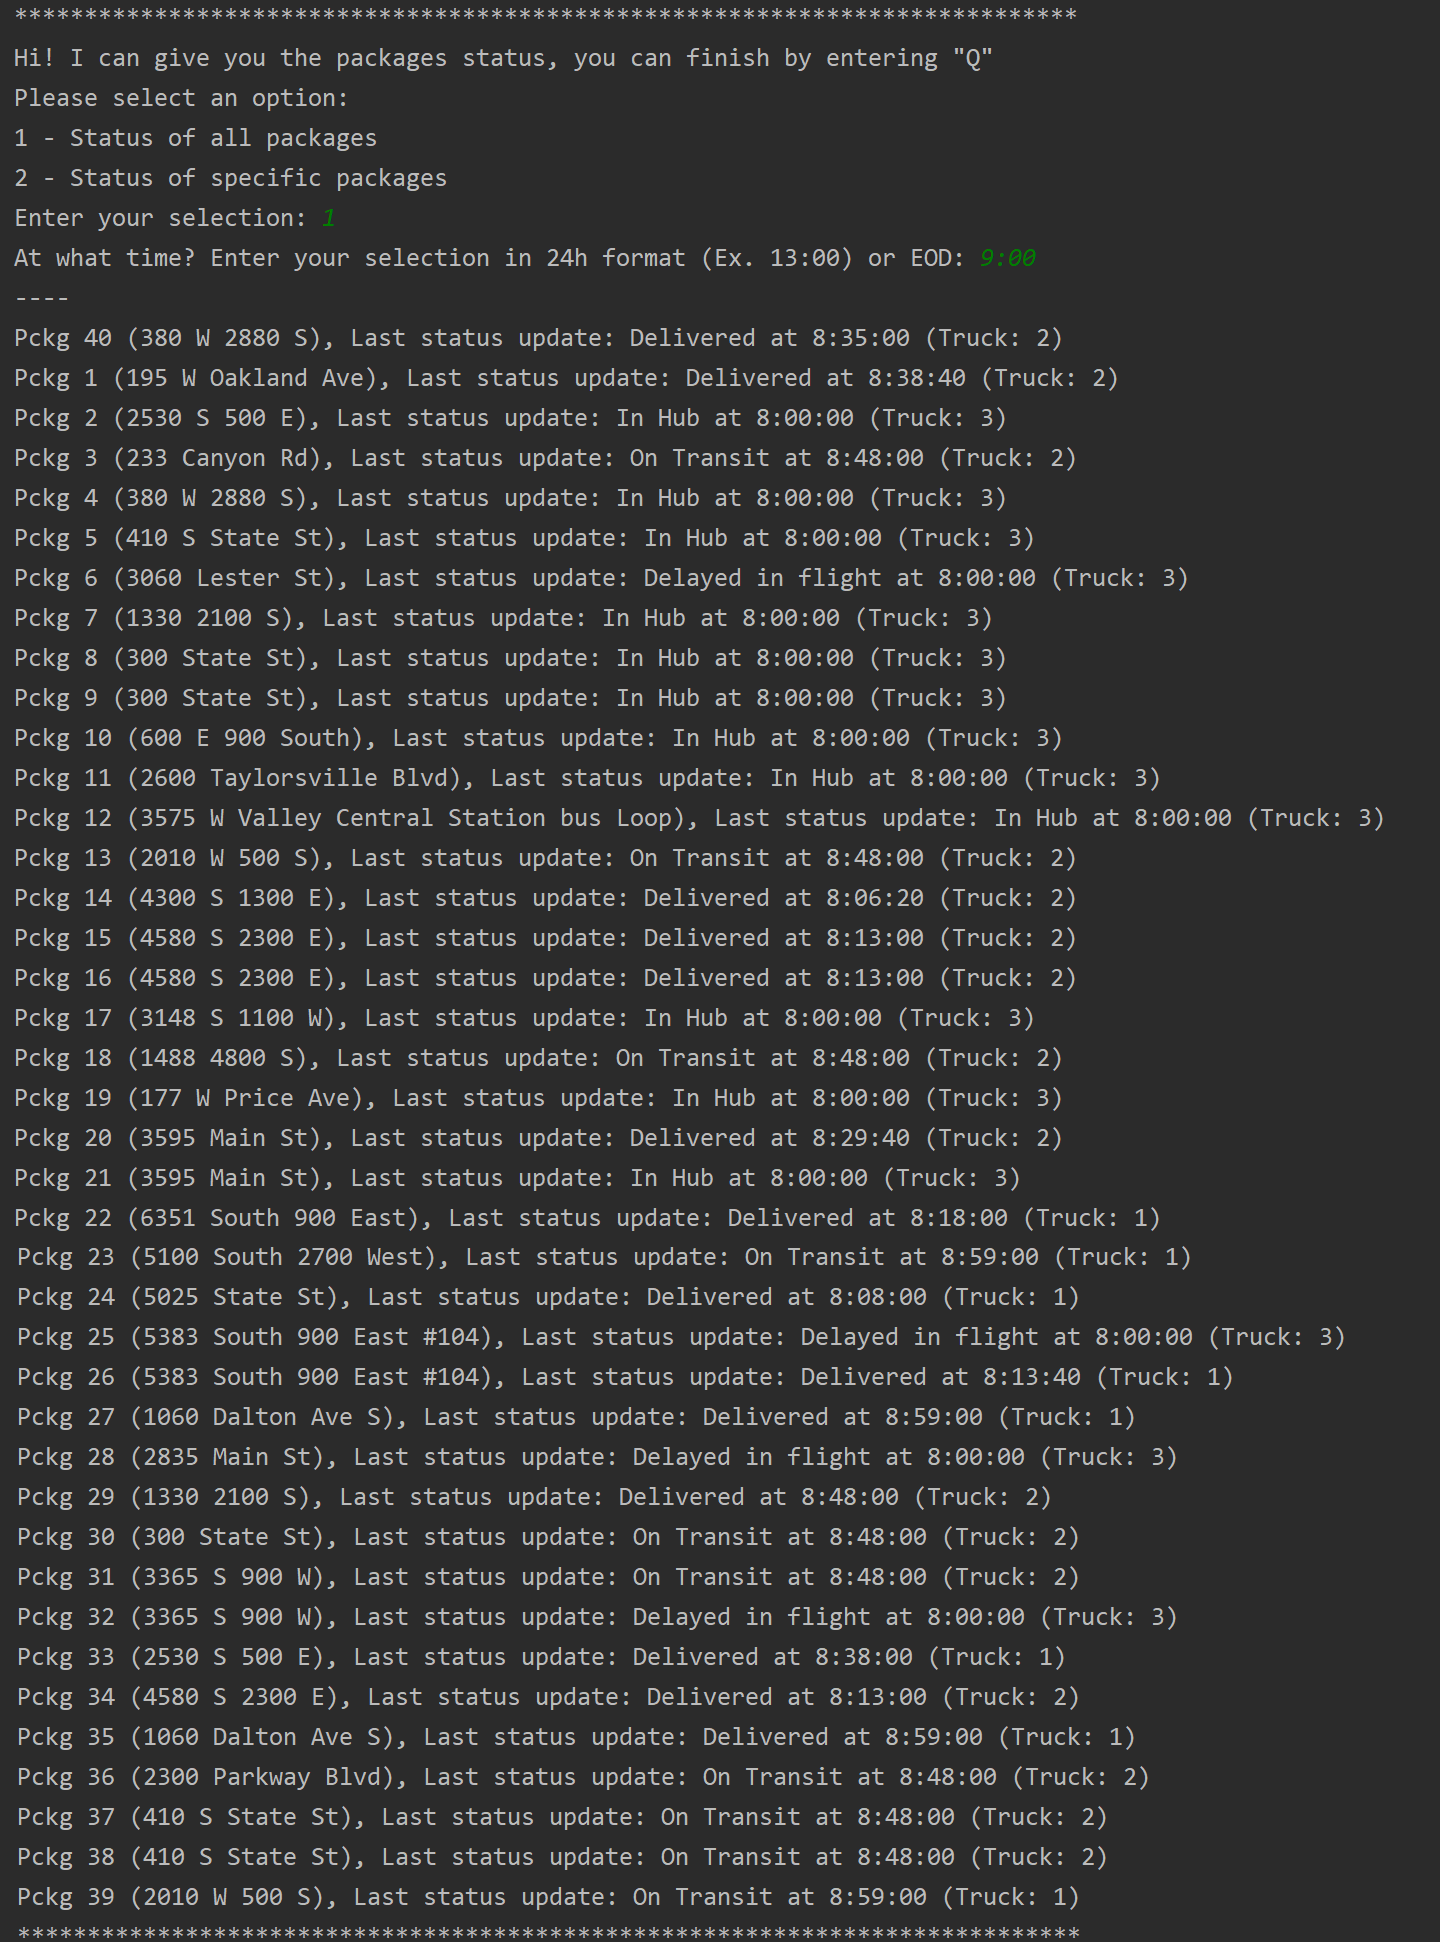 ****************************************************************************
Hi! I can give you the packages status, you can finish by entering "Q"
Please select an option:
1 - Status of all packages
2 - Status of specific packages
Enter your selection: 1
At what time? Enter your selection in 24h format (Ex. 13:00) or EOD: 9:00
----
Pckg 40 (380 W 2880 S), Last status update: Delivered at 8:35:00 (Truck: 2)
Pckg 1 (195 W Oakland Ave), Last status update: Delivered at 8:38:40 (Truck: 2)
Pckg 2 (2530 S 500 E), Last status update: In Hub at 8:00:00 (Truck: 3)
Pckg 3 (233 Canyon Rd), Last status update: On Transit at 8:48:00 (Truck: 2)
Pckg 4 (380 W 2880 S), Last status update: In Hub at 8:00:00 (Truck: 3)
Pckg 5 (410 S State St), Last status update: In Hub at 8:00:00 (Truck: 3)
Pckg 6 (3060 Lester St), Last status update: Delayed in flight at 8:00:00 (Truck: 3)
Pckg 7 (1330 2100 S), Last status update: In Hub at 8:00:00 (Truck: 3)
Pckg 8 (300 State St), Last status update: In Hub at 8:00:00 (Truck: 3)
Pckg 9 (300 State St), Last status update: In Hub at 8:00:00 (Truck: 3)
Pckg 10 (600 E 900 South), Last status update: In Hub at 8:00:00 (Truck: 3)
Pckg 11 (2600 Taylorsville Blvd), Last status update: In Hub at 8:00:00 (Truck: 3)
Pckg 12 (3575 W Valley Central Station bus Loop), Last status update: In Hub at 8:00:00 (Truck: 3)
Pckg 13 (2010 W 500 S), Last status update: On Transit at 8:48:00 (Truck: 2)
Pckg 14 (4300 S 1300 E), Last status update: Delivered at 8:06:20 (Truck: 2)
Pckg 15 (4580 S 2300 E), Last status update: Delivered at 8:13:00 (Truck: 2)
Pckg 16 (4580 S 2300 E), Last status update: Delivered at 8:13:00 (Truck: 2)
Pckg 17 (3148 S 1100 W), Last status update: In Hub at 8:00:00 (Truck: 3)
Pckg 18 (1488 4800 S), Last status update: On Transit at 8:48:00 (Truck: 2)
Pckg 19 (177 W Price Ave), Last status update: In Hub at 8:00:00 (Truck: 3)
Pckg 20 (3595 Main St), Last status update: Delivered at 8:29:40 (Truck: 2)
Pckg 21 (3595 Main St), Last status update: In Hub at 8:00:00 (Truck: 3)
Pckg 22 (6351 South 900 East), Last status update: Delivered at 8:18:00 (Truck: 1)
Pckg 23 (5100 South 2700 West), Last status update: On Transit at 8:59:00 (Truck: 1)
Pckg 24 (5025 State St), Last status update: Delivered at 8:08:00 (Truck: 1)
Pckg 25 (5383 South 900 East #104), Last status update: Delayed in flight at 8:00:00 (Truck: 3)
Pckg 26 (5383 South 900 East #104), Last status update: Delivered at 8:13:40 (Truck: 1)
Pckg 27 (1060 Dalton Ave S), Last status update: Delivered at 8:59:00 (Truck: 1)
Pckg 28 (2835 Main St), Last status update: Delayed in flight at 8:00:00 (Truck: 3)
Pckg 29 (1330 2100 S), Last status update: Delivered at 8:48:00 (Truck: 2)
Pckg 30 (300 State St), Last status update: On Transit at 8:48:00 (Truck: 2)
Pckg 31 (3365 S 900 W), Last status update: On Transit at 8:48:00 (Truck: 2)
Pckg 32 (3365 S 900 W), Last status update: Delayed in flight at 8:00:00 (Truck: 3)
Pckg 33 (2530 S 500 E), Last status update: Delivered at 8:38:00 (Truck: 1)
Pckg 34 (4580 S 2300 E), Last status update: Delivered at 8:13:00 (Truck: 2)
Pckg 35 (1060 Dalton Ave S), Last status update: Delivered at 8:59:00 (Truck: 1)
Pckg 36 (2300 Parkway Blvd), Last status update: On Transit at 8:48:00 (Truck: 2)
Pckg 37 (410 S State St), Last status update: On Transit at 8:48:00 (Truck: 2)
Pckg 38 (410 S State St), Last status update: On Transit at 8:48:00 (Truck: 2)
Pckg 39 (2010 W 500 S), Last status update: On Transit at 8:59:00 (Truck: 1)
****************************************************************************